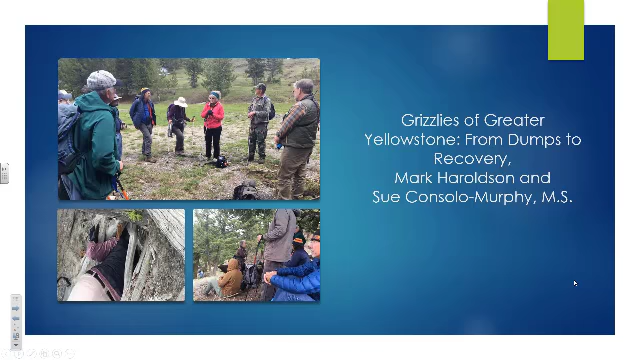 Grizzlies of Greater
Yellowstone: From Dumps to
Recovery,
Mark Haroldson and
Sue Consolo-Murphy, M.S.